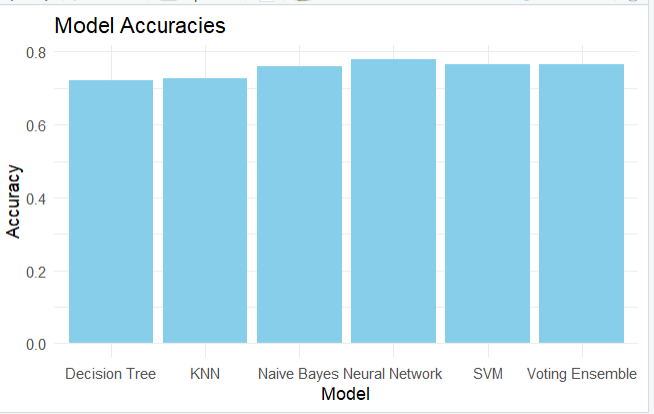 Model Accuracies
0.8
0.6
0.4
0.2
0.0
Accuracy
Decision Tree KNN Naive Bayes Neural Network SVM Voting Ensemble
Model